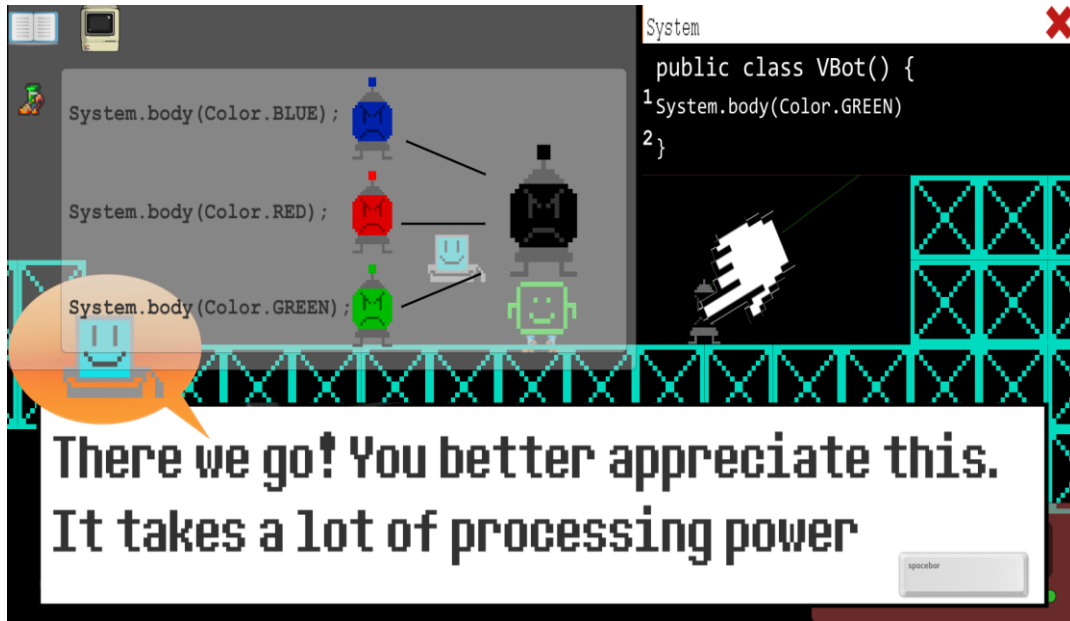 System
public class VBot() {
1 System.body(Color.GREEN)
2 }
System.body(Color.BLUE);
System.body(Color.RED);
System.body(Color.GREEN);
There we go! You better appreciate this.
It takes a lot of processing power
spacebar